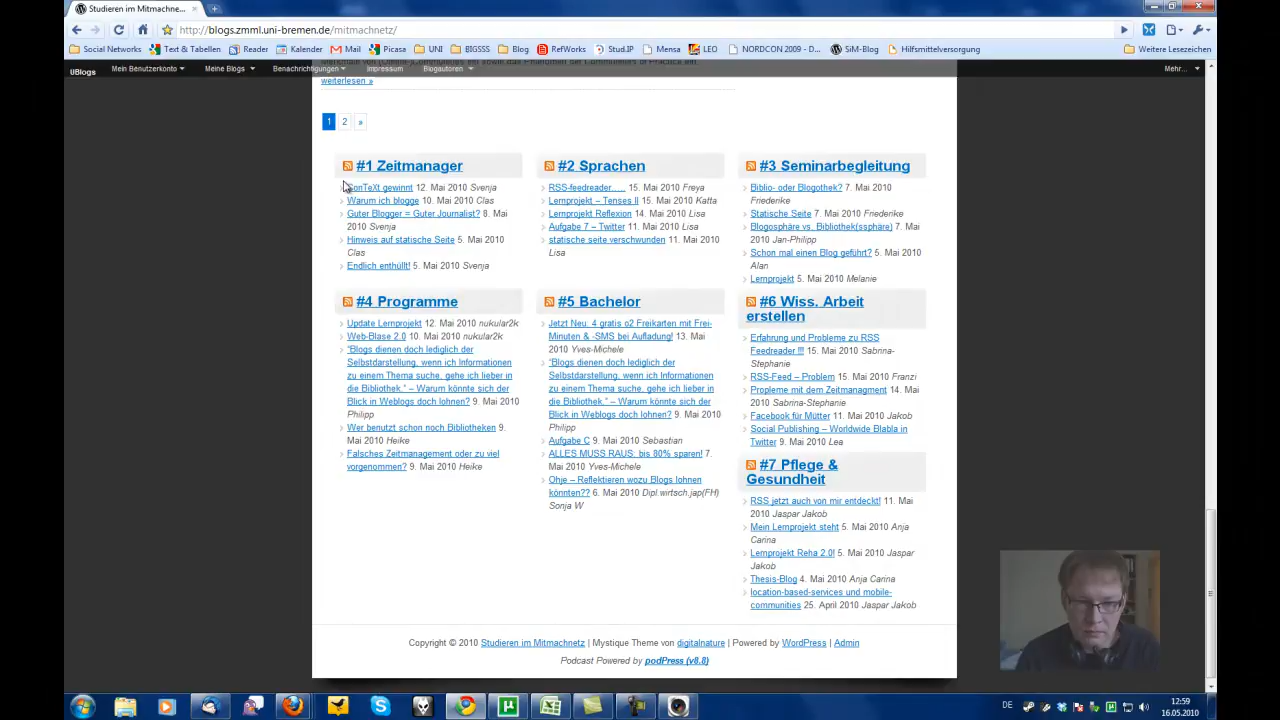 Studieren im Mitmachnetz...
http://blogs.zmml.uni-bremen.de/mitmachnetz/
Social Networks Text & Tabellen Reader Kalender Mail Picasa UNI BIGSSS Blog RefWorks Stud.IP Mensa LEO NORDCON 2009 - D... SiM-Blog Hilfsmittelversorgung Weitere Lesezeichen
üBlogs Mein Benutzerkonto Meine Blogs Benachrichtigungen Impressum Blogautoren Mehr...
weiterlesen »
1 2 »
#1 Zeitmanager
ConTeXt gewinnt 12. Mai 2010 Svenja
Warum ich blogge 10. Mai 2010 Clas
Guter Blogger = Guter Journalist? 8. Mai
2010 Svenja
Hinweis auf statische Seite 5. Mai 2010
Clas
Endlich enthüllt! 5. Mai 2010 Svenja
#2 Sprachen
RSS-feedreader..... 15. Mai 2010 Freya
Lemprojekt – Tenses II 15. Mai 2010 Katta
Lernprojekt Reflexion 14. Mai 2010 Lisa
Aufgabe 7 – Twitter 11. Mai 2010 Lisa
statische seite verschwunden 11. Mai 2010
Lisa
#3 Seminarbegleitung
Biblio- oder Blogothek? 7. Mai 2010
Friederike
Statische Seite 7. Mai 2010 Friederike
Blogosphäre vs. Bibliothek(ssphäre) 7. Mai
2010 Jan-Philipp
Schon mal einen Blog geführt? 5. Mai 2010
Alan
Lernprojekt 5. Mai 2010 Melanie
#4 Programme
Update Lernprojekt 12. Mai 2010 nukular2k
Web-Blase 2.0 10. Mai 2010 nukular2k
“Blogs dienen doch lediglich der
Selbstdarstellung, wenn ich Informationen
zu einem Thema suche, gehe ich lieber in
die Bibliothek.” – Warum könnte sich der
Blick in Weblogs doch lohnen? 9. Mai 2010
Philipp
Wer benutzt schon noch Bibliotheken 9.
Mai 2010 Heike
Falsches Zeitmanagement oder zu viel
vorgenommen? 9. Mai 2010 Heike
#5 Bachelor
Jetzt Neu: 4 gratis o2 Freikarten mit Frei-
Minuten & -SMS bei Aufladung! 13. Mai
2010 Yves-Michele
“Blogs dienen doch lediglich der
Selbstdarstellung, wenn ich Informationen
zu einem Thema suche, gehe ich lieber in
die Bibliothek.” – Warum könnte sich der
Blick in Weblogs doch lohnen? 9. Mai 2010
Philipp
Aufgabe C 9. Mai 2010 Sebastian
ALLES MUSS RAUS: bis 80% sparen! 7.
Mai 2010 Yves-Michele
Ohje – Reflektieren wozu Blogs lohnen
könnten?? 6. Mai 2010 Dipl.wirtsch.jap(FH)
Sonja W
#6 Wiss. Arbeit
erstellen
Erfahrung und Probleme zu RSS
Feedreader !!! 15. Mai 2010 Sabrina-
Stephanie
RSS-Feed – Problem 15. Mai 2010 Franzi
Propleme mit dem Zeitmanagment 14. Mai
2010 Sabrina-Stephanie
Facebook für Mütter 11. Mai 2010 Jakob
Social Publishing – Worldwide Blabla in
Twitter 9. Mai 2010 Lea
#7 Pflege &
Gesundheit
RSS jetzt auch von mir entdeckt! 11. Mai
2010 Jaspar Jakob
Mein Lernprojekt steht 5. Mai 2010 Anja
Carina
Lernprojekt Reha 2.0! 5. Mai 2010 Jaspar
Jakob
Thesis-Blog 4. Mai 2010 Anja Carina
location-based-services und mobile-
communities 25. April 2010 Jaspar Jakob
Copyright © 2010 Studieren im Mitmachnetz | Mystique Theme von digitalnature | Powered by WordPress | Admin
Podcast Powered by podPress (v8.8)
DE 12:59
16.05.2010